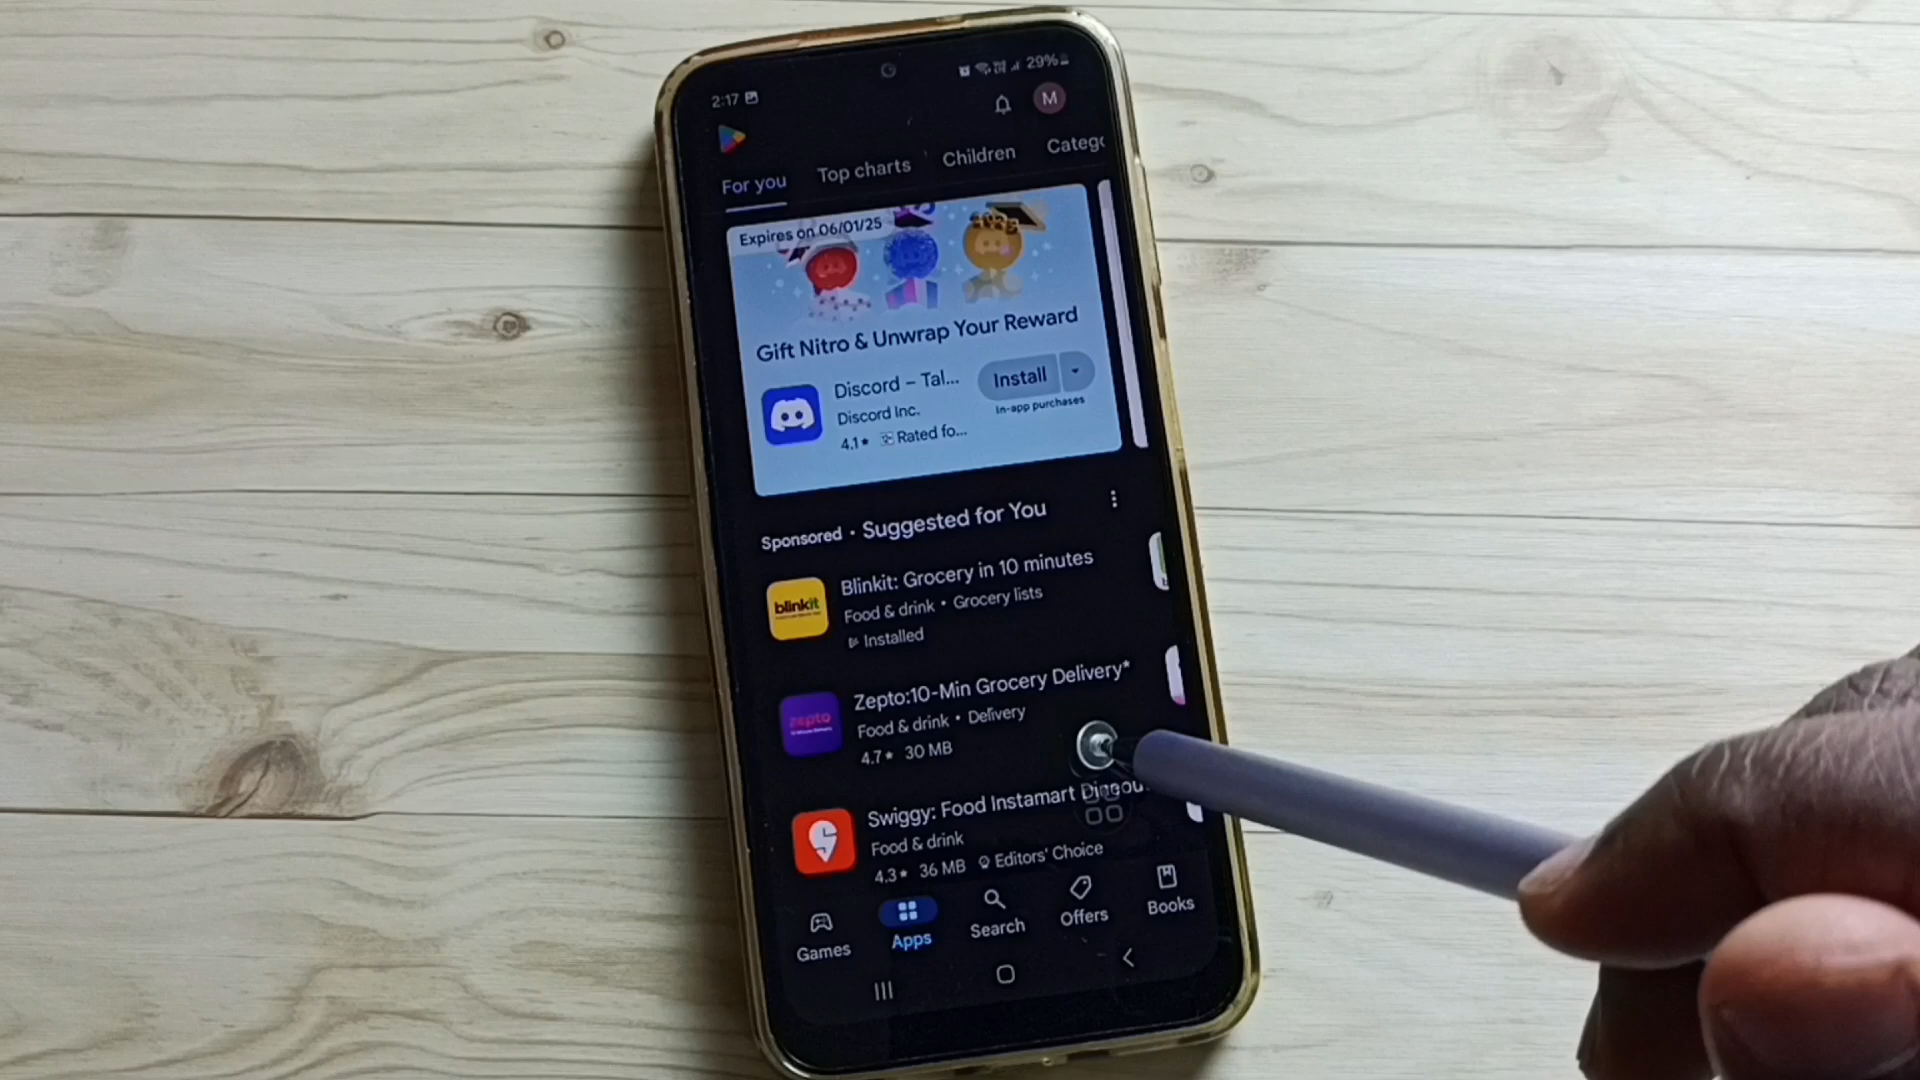 2:17
29%
M
For you
Top charts
Children
Catego
Expires on 06/01/25
Gift Nitro & Unwrap Your Reward
Discord – Tal...
Discord Inc.
4.1★ Rated fo...
Install
In-app purchases
Sponsored • Suggested for You
blinkit
Blinkit: Grocery in 10 minutes
Food & drink • Grocery lists
Installed
zepto
Zepto:10-Min Grocery Delivery*
Food & drink • Delivery
4.7★ 30 MB
Swiggy: Food Instamart Dineou
Food & drink
4.3★ 36 MB Editors' Choice
Games
Apps
Search
Offers
Books